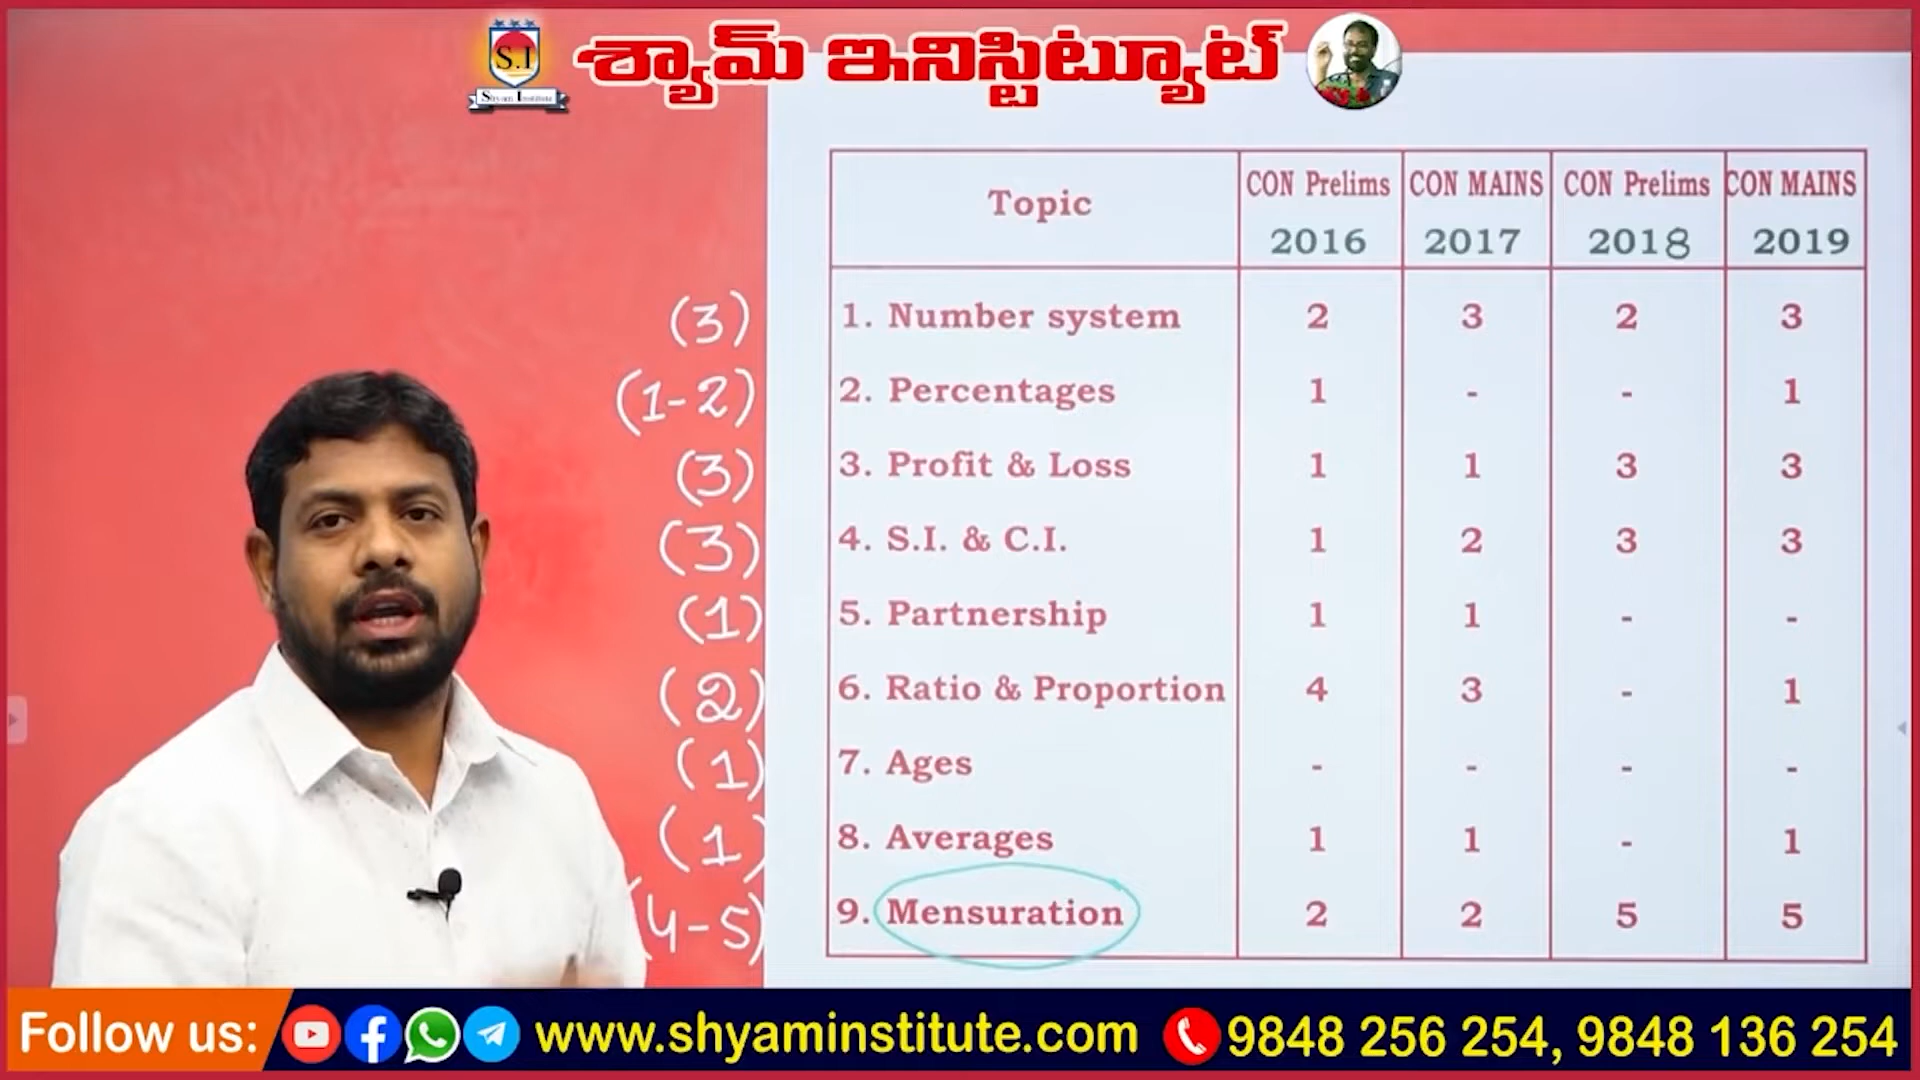 S.I
Shyam Institute
శ్యామ్ ఇనిస్టిట్యూట్
Topic CON Prelims 2016 CON MAINS 2017 CON Prelims 2018 CON MAINS 2019
(3) 1. Number system 2 3 2 3
(1-2) 2. Percentages 1 - - 1
(3) 3. Profit & Loss 1 1 3 3
(3) 4. S.I. & C.I. 1 2 3 3
(1) 5. Partnership 1 1 - -
(2) 6. Ratio & Proportion 4 3 - 1
(1) 7. Ages - - - -
(1) 8. Averages 1 1 - 1
(4-5) 9. Mensuration 2 2 5 5
Follow us: www.shyaminstitute.com 9848 256 254, 9848 136 254